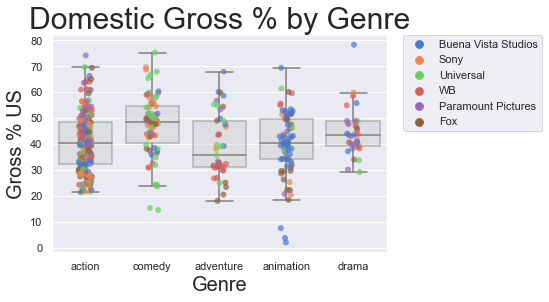 Domestic Gross % by Genre
Gross % US
80
70
60
50
40
30
20
10
0
action comedy adventure animation drama
Genre
Buena Vista Studios
Sony
Universal
WB
Paramount Pictures
Fox